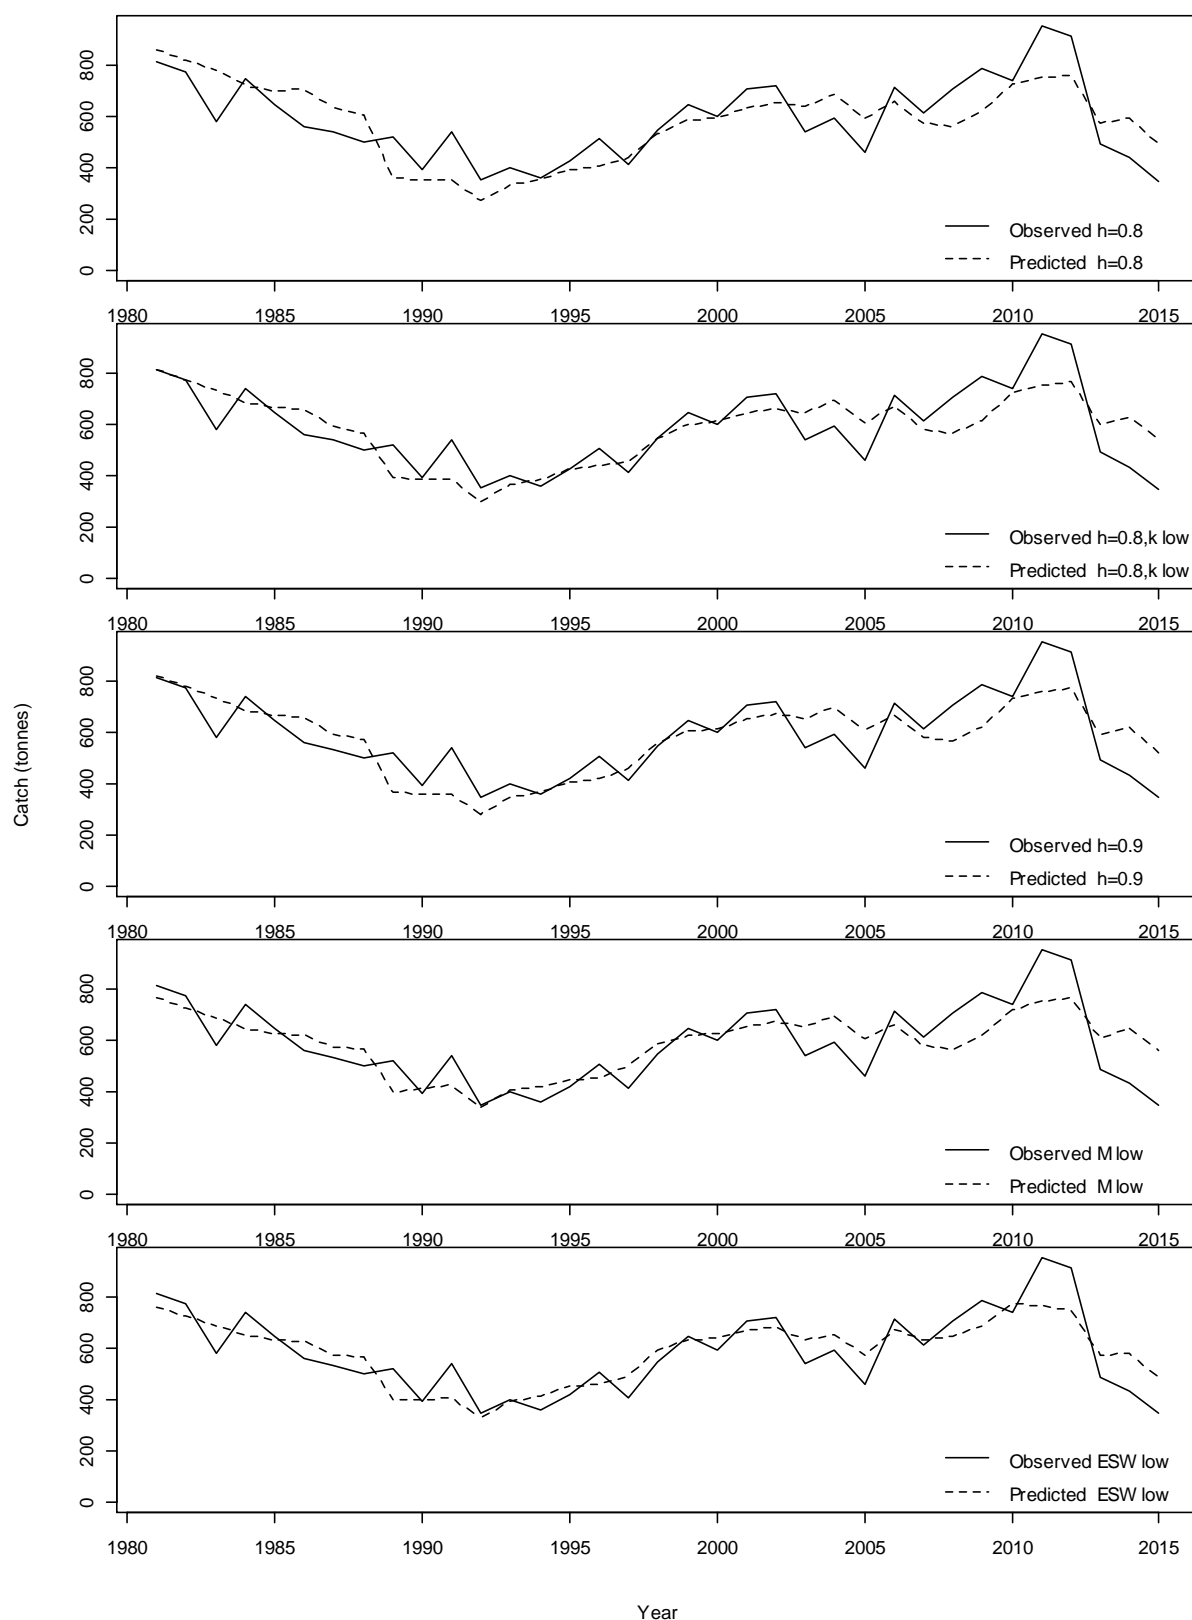 800
600
400
200
0
Observed h=0.8
Predicted h=0.8
1980 1985 1990 1995 2000 2005 2010 2015
800
600
400
200
0
Observed h=0.8,k low
Predicted h=0.8,k low
1980 1985 1990 1995 2000 2005 2010 2015
800
600
400
200
0
Observed h=0.9
Predicted h=0.9
1980 1985 1990 1995 2000 2005 2010 2015
Catch (tonnes)
800
600
400
200
0
Observed M low
Predicted M low
1980 1985 1990 1995 2000 2005 2010 2015
800
600
400
200
0
Observed ESW low
Predicted ESW low
1980 1985 1990 1995 2000 2005 2010 2015
Year